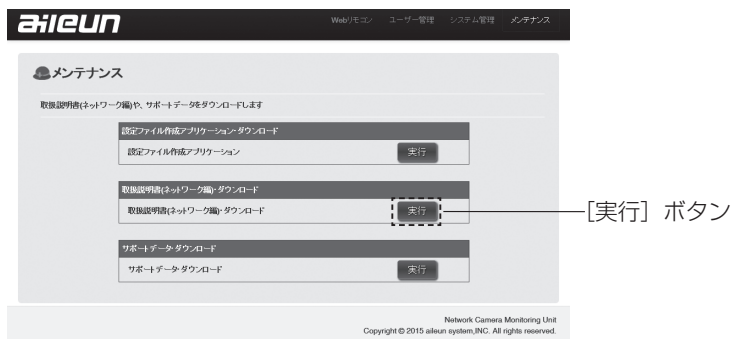 aileun
Webリモコン ユーザー管理 システム管理 メンテナンス
メンテナンス
取扱説明書(ネットワーク編)や、サポートデータをダウンロードします
設定ファイル作成アプリケーション・ダウンロード
設定ファイル作成アプリケーション 実行
取扱説明書(ネットワーク編)・ダウンロード
取扱説明書(ネットワーク編)・ダウンロード 実行
[実行] ボタン
サポートデータ・ダウンロード
サポートデータ・ダウンロード 実行
Network Camera Monitoring Unit
Copyright © 2015 aileun system,INC. All rights reserved.